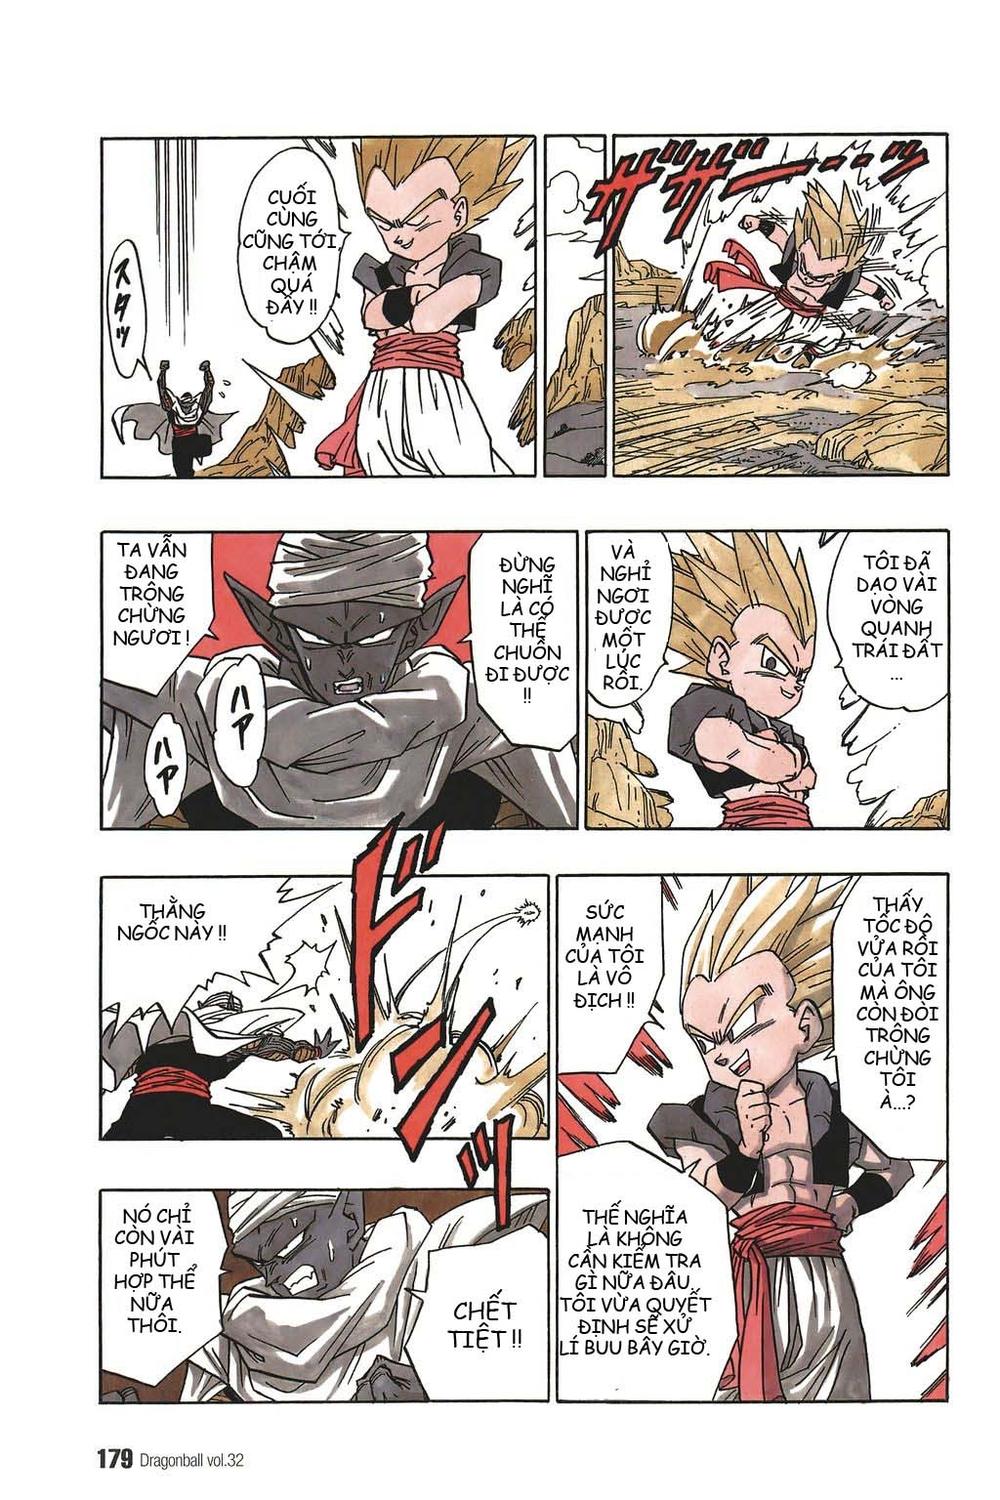 ザザザーーッ
CUỐI
CÙNG
CŨNG TỚI,
CHẬM
QUÁ
ĐẤY !!
スタッ
TÔI ĐÃ
DẠO VÀI
VÒNG
QUANH
TRÁI ĐẤT
...
VÀ
NGHỈ
NGƠI
ĐƯỢC
MỘT
LÚC
RỒI.
ĐỪNG
NGHĨ
LÀ CÓ
THỂ
CHUỒN
ĐI ĐƯỢC
!!
TA VẪN
ĐANG
TRÔNG
CHỪNG
NGƯƠI !
ハァ
ハァ
THẤY
TỐC ĐỘ
VỪA RỒI
CỦA TÔI
MÀ ÔNG
CÒN ĐÒI
TRÔNG
CHỪNG
TÔI
À...?
SỨC
MẠNH
CỦA TÔI
LÀ VÔ
ĐỊCH !!
THẾ NGHĨA
LÀ KHÔNG
CẦN KIỂM TRA
GÌ NỮA ĐÂU,
TÔI VỪA QUYẾT
ĐỊNH SẼ XỬ
LÍ BUU BÂY GIỜ.
THẰNG
NGỐC NÀY !!
ドンッ
CHẾT
TIỆT !!
NÓ CHỈ
CÒN VÀI
PHÚT
HỢP THỂ
NỮA
THÔI.
179 Dragonball vol.32